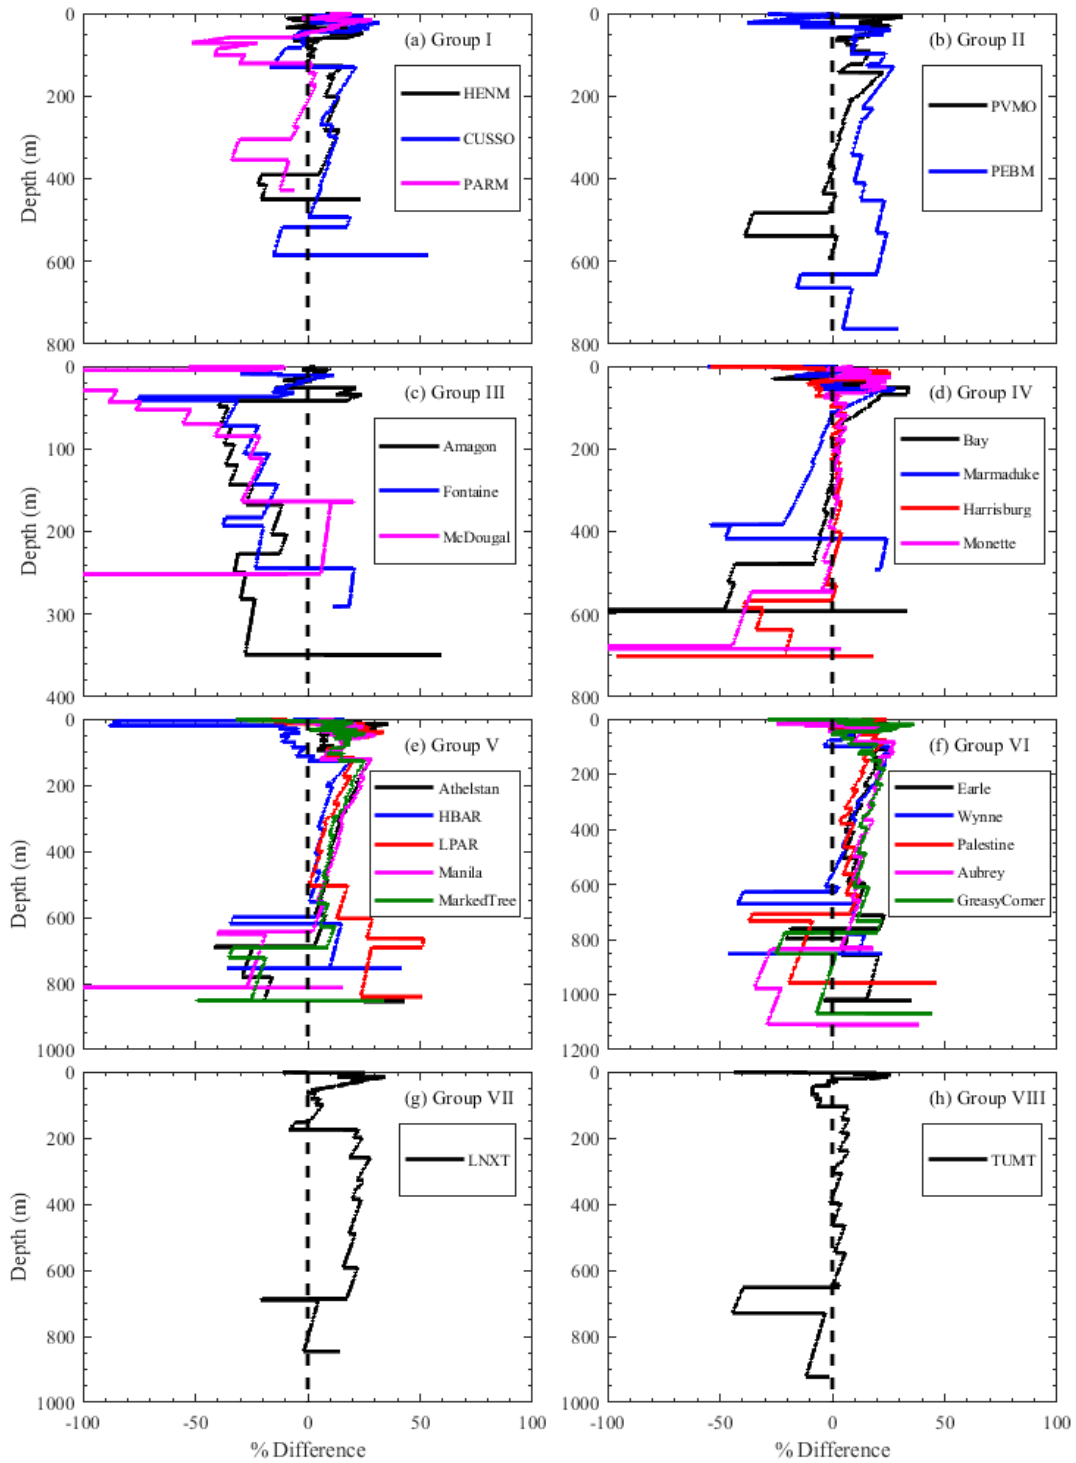 (a) Group I
HENM
CUSSO
PARM
0
200
400
600
800
Depth (m)
(b) Group II
PVMO
PEBM
0
200
400
600
800
(c) Group III
Amagon
Fontaine
McDougal
0
100
200
300
400
Depth (m)
(d) Group IV
Bay
Marmaduke
Harrisburg
Monette
0
200
400
600
800
(e) Group V
Athelstan
HBAR
LPAR
Manila
MarkedTree
0
200
400
600
800
1000
Depth (m)
(f) Group VI
Earle
Wynne
Palestine
Aubrey
GreasyCorner
0
200
400
600
800
1000
1200
(g) Group VII
LNXT
0
200
400
600
800
1000
Depth (m)
-100 -50 0 50 100
% Difference
(h) Group VIII
TUMT
0
200
400
600
800
1000
-100 -50 0 50 100
% Difference